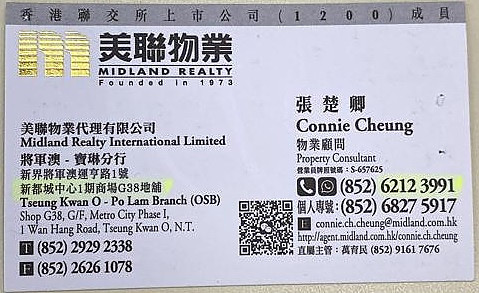 香港聯交所上市公司(1200)成員
美聯物業
MIDLAND REALTY
Founded in 1973
美聯物業代理有限公司
Midland Realty International Limited
將軍澳 - 寶琳分行
新界將軍澳運亨路1號
新都城中心1期商場G38地舖
Tseung Kwan O - Po Lam Branch (OSB)
Shop G38, G/F, Metro City Phase I,
1 Wan Hang Road, Tseung Kwan O, N.T.
T (852) 2929 2338
F (852) 2626 1078
張楚卿
Connie Cheung
物業顧問
Property Consultant
營業員牌照號碼: S-657625
(852) 6212 3991
個人專號: (852) 6827 5917
E connie.ch.cheung@midland.com.hk
http://agent.midland.com.hk/connie.cheung
直屬主管: 萬育民 (852) 9161 7676